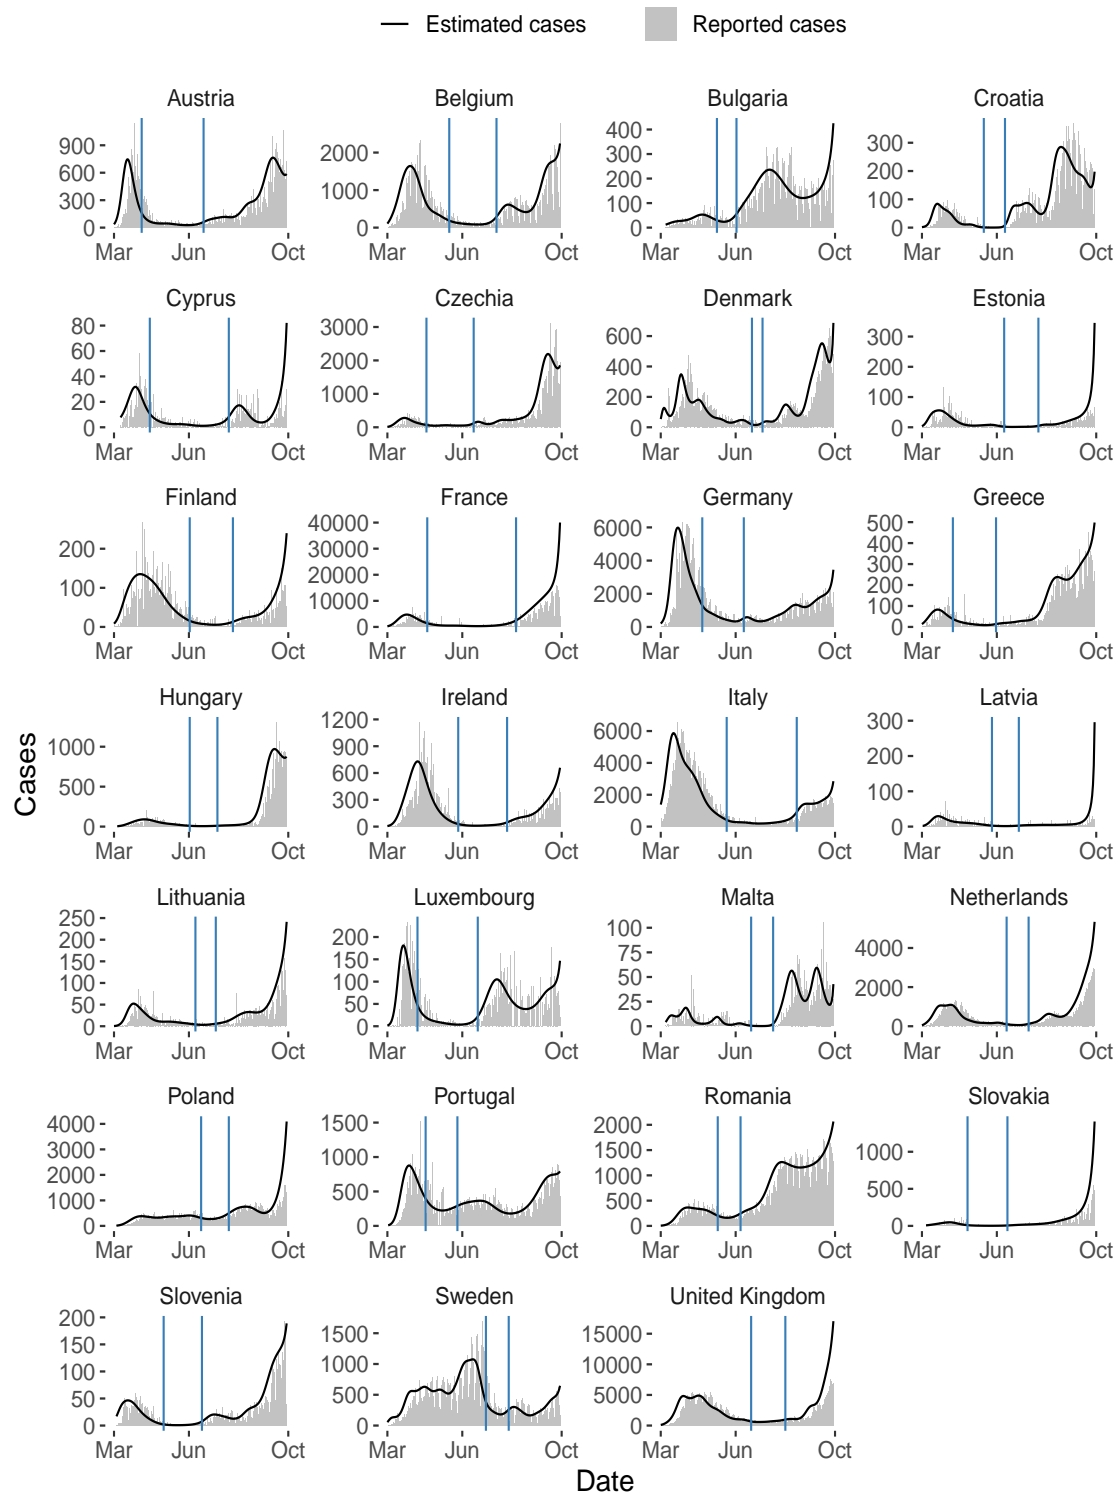 Estimated cases Reported cases
Austria Belgium Bulgaria Croatia
900 600 300 0 2000 1000 0 400 300 200 100 0 300 200 100 0
Mar Jun Oct Mar Jun Oct Mar Jun Oct Mar Jun Oct
Cyprus Czechia Denmark Estonia
80 60 40 20 0 3000 2000 1000 0 600 400 200 0 300 200 100 0
Mar Jun Oct Mar Jun Oct Mar Jun Oct Mar Jun Oct
Finland France Germany Greece
200 100 0 40000 30000 20000 10000 0 6000 4000 2000 0 500 400 300 200 100 0
Mar Jun Oct Mar Jun Oct Mar Jun Oct Mar Jun Oct
Hungary Ireland Italy Latvia
1000 500 0 1200 900 600 300 0 6000 4000 2000 0 300 200 100 0
Mar Jun Oct Mar Jun Oct Mar Jun Oct Mar Jun Oct
Cases
Lithuania Luxembourg Malta Netherlands
250 200 150 100 50 0 200 150 100 50 0 100 75 50 25 0 4000 2000 0
Mar Jun Oct Mar Jun Oct Mar Jun Oct Mar Jun Oct
Poland Portugal Romania Slovakia
4000 3000 2000 1000 0 1500 1000 500 0 2000 1500 1000 500 0 1000 500 0
Mar Jun Oct Mar Jun Oct Mar Jun Oct Mar Jun Oct
Slovenia Sweden United Kingdom
200 150 100 50 0 1500 1000 500 0 15000 10000 5000 0
Mar Jun Oct Mar Jun Oct Mar Jun Oct
Date